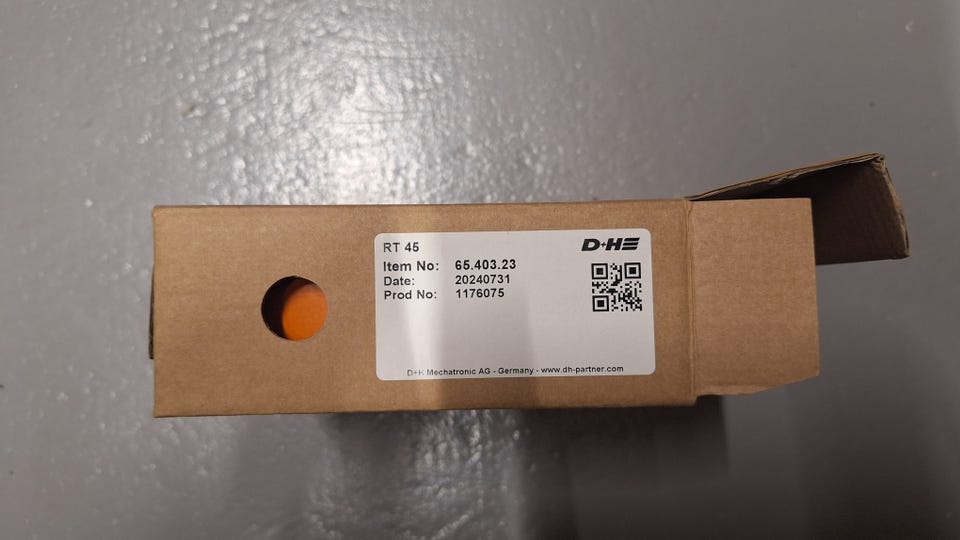 RT 45
D+H
Item No: 65.403.23
Date: 20240731
Prod No: 1176075
D+H Mechatronic AG - Germany - www.dh-partner.com